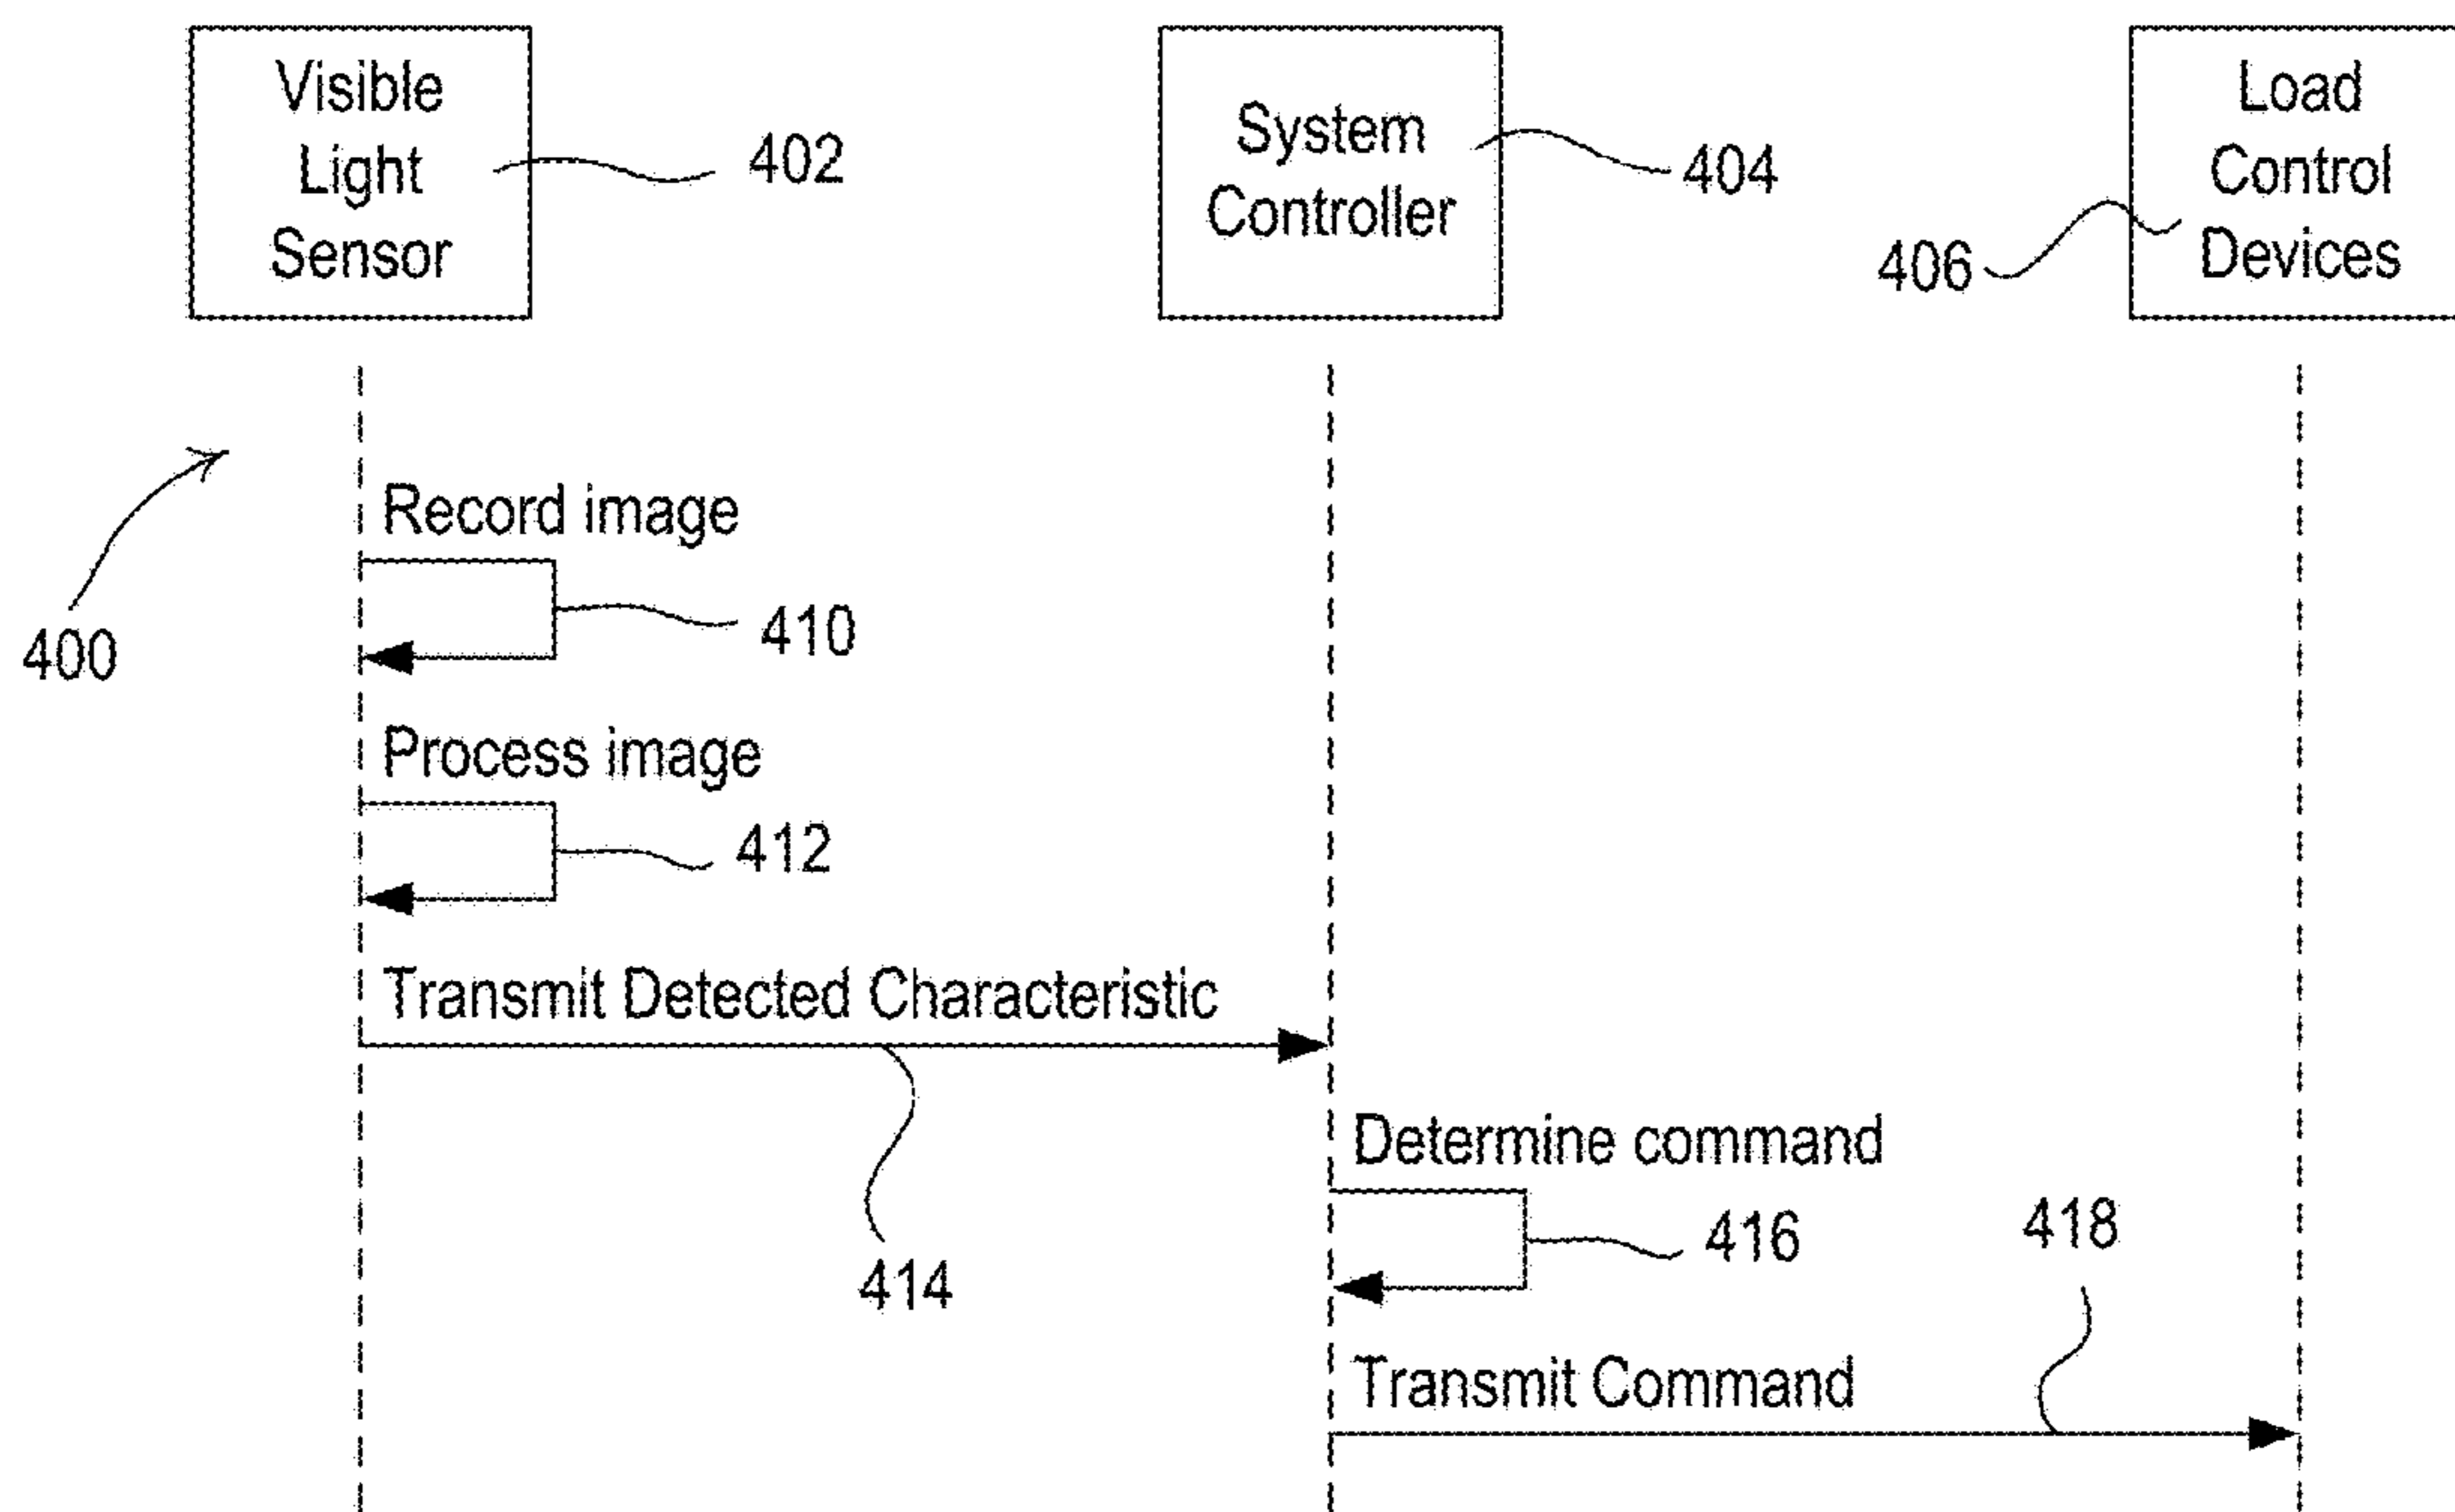 Visible
Light
Sensor
402
System
Controller
404
Load
Control
Devices
406
400
Record image
410
Process image
412
Transmit Detected Characteristic
414
Determine command
416
418
Transmit Command